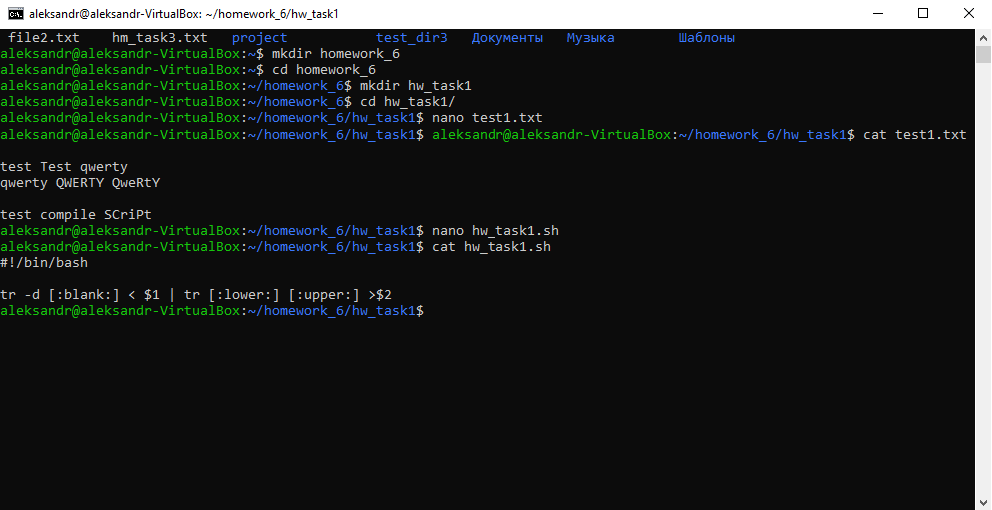 aleksandr@aleksandr-VirtualBox: ~/homework_6/hw_task1
file2.txt hm_task3.txt project test_dir3 Документы Музыка Шаблоны
aleksandr@aleksandr-VirtualBox:~$ mkdir homework_6
aleksandr@aleksandr-VirtualBox:~$ cd homework_6
aleksandr@aleksandr-VirtualBox:~/homework_6$ mkdir hw_task1
aleksandr@aleksandr-VirtualBox:~/homework_6$ cd hw_task1/
aleksandr@aleksandr-VirtualBox:~/homework_6/hw_task1$ nano test1.txt
aleksandr@aleksandr-VirtualBox:~/homework_6/hw_task1$ aleksandr@aleksandr-VirtualBox:~/homework_6/hw_task1$ cat test1.txt
test Test qwerty
qwerty QWERTY QweRtY
test compile SCriPt
aleksandr@aleksandr-VirtualBox:~/homework_6/hw_task1$ nano hw_task1.sh
aleksandr@aleksandr-VirtualBox:~/homework_6/hw_task1$ cat hw_task1.sh
#!/bin/bash
tr -d [:blank:] < $1 | tr [:lower:] [:upper:] >$2
aleksandr@aleksandr-VirtualBox:~/homework_6/hw_task1$